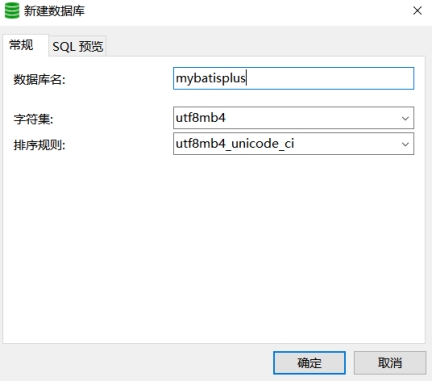 新建数据库
常规 SQL 预览
数据库名: mybatisplus
字符集: utf8mb4
排序规则: utf8mb4_unicode_ci
确定 取消